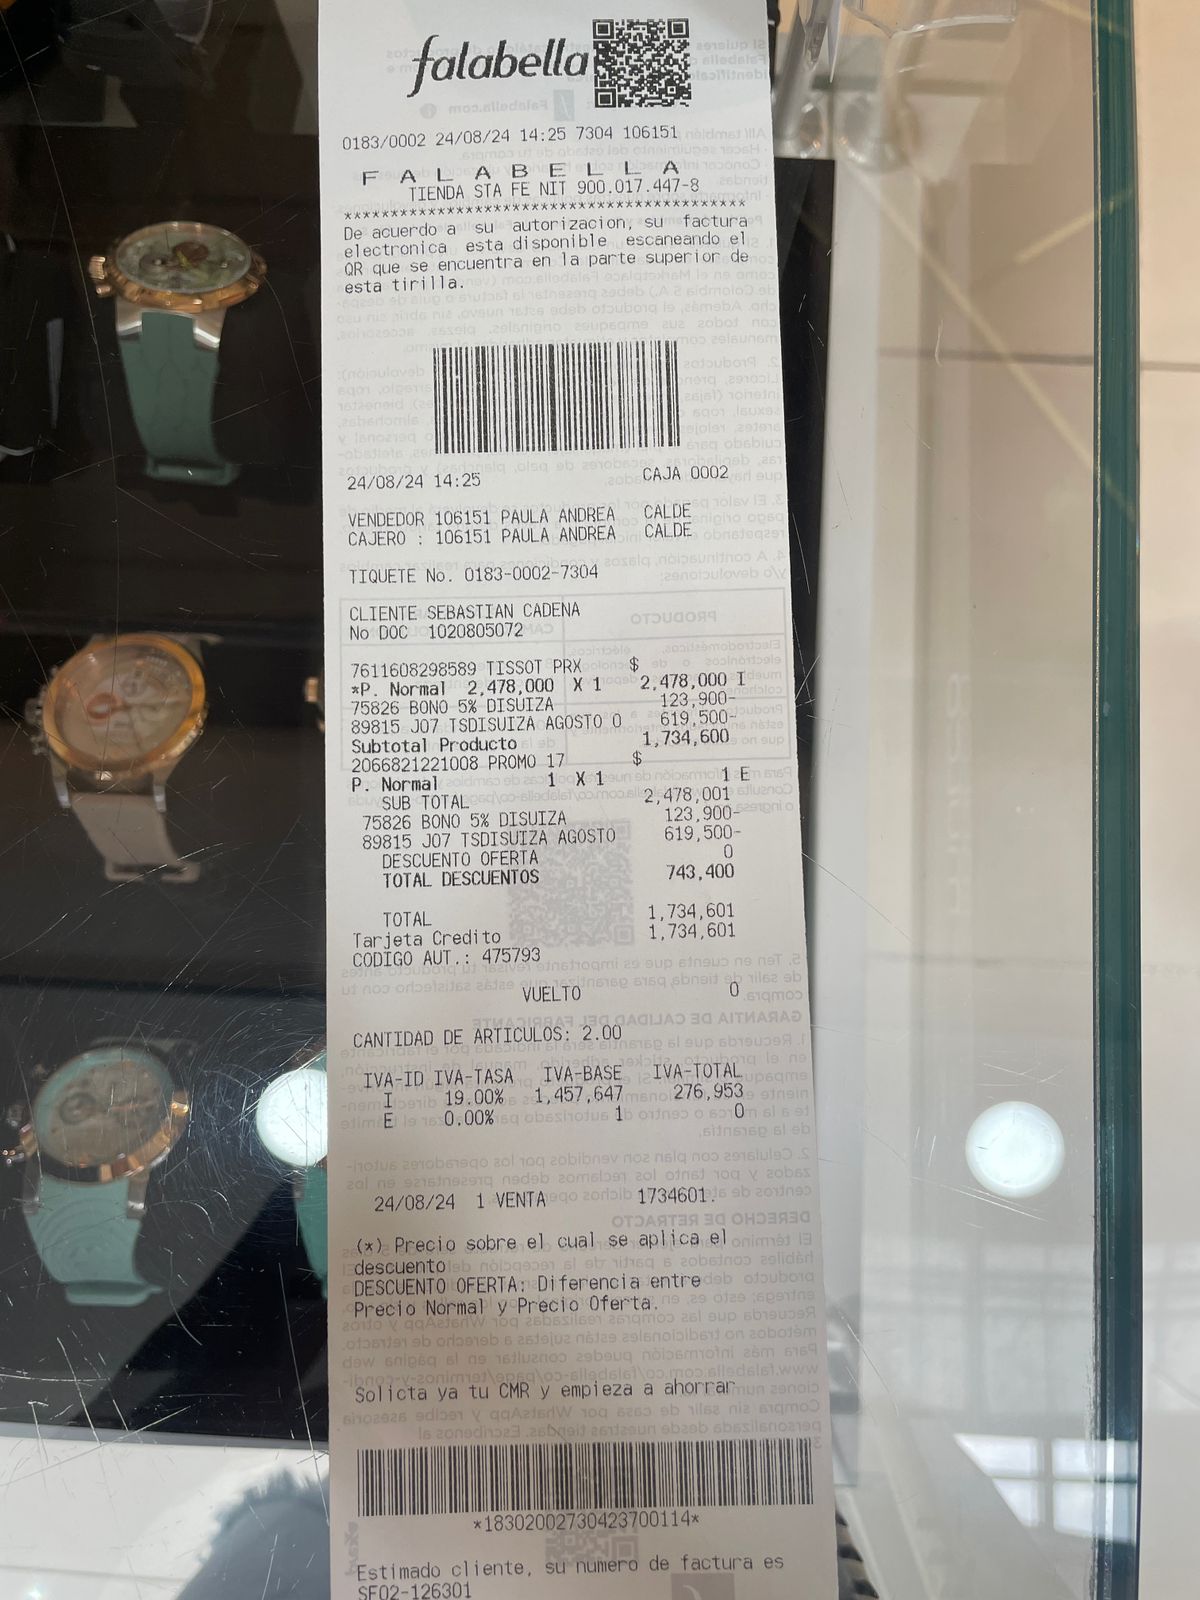 falabella
0183/0002 24/08/24 14:25 7304 106151
F A L A B E L L A
TIENDA STA FE NIT 900.017.447-8
******************************************
De acuerdo a su autorizacion, su factura
electronica esta disponible escaneando el
QR que se encuentra en la parte superior de
esta tirilla.
24/08/24 14:25 CAJA 0002
VENDEDOR 106151 PAULA ANDREA CALDE
CAJERO : 106151 PAULA ANDREA CALDE
TIQUETE No. 0183-0002-7304
CLIENTE SEBASTIAN CADENA
No DOC 1020805072
7611608298589 TISSOT PRX $
*P. Normal 2,478,000 X 1 2,478,000 I
75826 BONO 5% DISUIZA 123,900-
89815 J07 TSDISUIZA AGOSTO 0 619,500-
Subtotal Producto 1,734,600
2066821221008 PROMO 17 $
P. Normal 1 X 1 1 E
SUB TOTAL 2,478,001
75826 BONO 5% DISUIZA 123,900-
89815 J07 TSDISUIZA AGOSTO 619,500-
DESCUENTO OFERTA 0
TOTAL DESCUENTOS 743,400
TOTAL 1,734,601
Tarjeta Credito 1,734,601
CODIGO AUT.: 475793
VUELTO 0
CANTIDAD DE ARTICULOS: 2.00
IVA-ID IVA-TASA IVA-BASE IVA-TOTAL
I 19.00% 1,457,647 276,953
E 0.00% 1 0
24/08/24 1 VENTA 1734601.
(*) Precio sobre el cual se aplica el
descuento
DESCUENTO OFERTA: Diferencia entre
Precio Normal y Precio Oferta.
Solicta ya tu CMR y empieza a ahorrar
*18302002730423700114*
Estimado cliente, su numero de factura es
SF02-126301